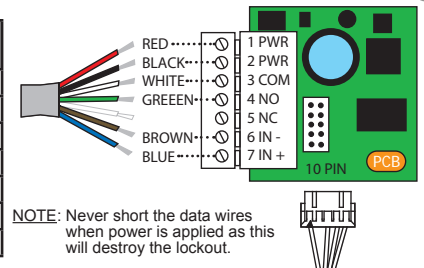 RED 1 PWR
BLACK 2 PWR
WHITE 3 COM
GREEEN 4 NO
5 NC
BROWN 6 IN -
BLUE 7 IN +
10 PIN
PCB
NOTE: Never short the data wires
when power is applied as this
will destroy the lockout.